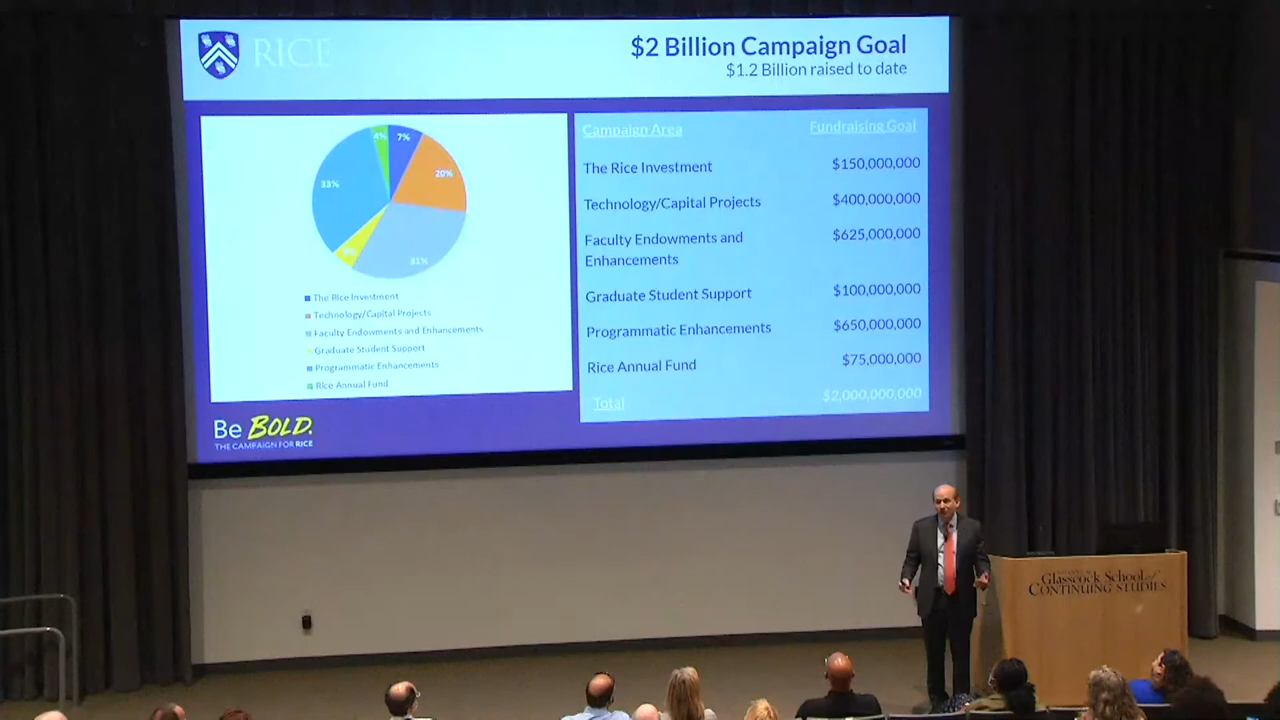 RICE
$2 Billion Campaign Goal
$1.2 Billion raised to date
4%
7%
20%
33%
31%
The Rice Investment
Technology/Capital Projects
Faculty Endowments and Enhancements
Graduate Student Support
Programmatic Enhancements
Rice Annual Fund
Campaign Area Fundraising Goal
The Rice Investment $150,000,000
Technology/Capital Projects $400,000,000
Faculty Endowments and $625,000,000
Enhancements
Graduate Student Support $100,000,000
Programmatic Enhancements $650,000,000
Rice Annual Fund $75,000,000
Total $2,000,000,000
Be BOLD.
THE CAMPAIGN FOR RICE
Glasscock School of
CONTINUING STUDIES